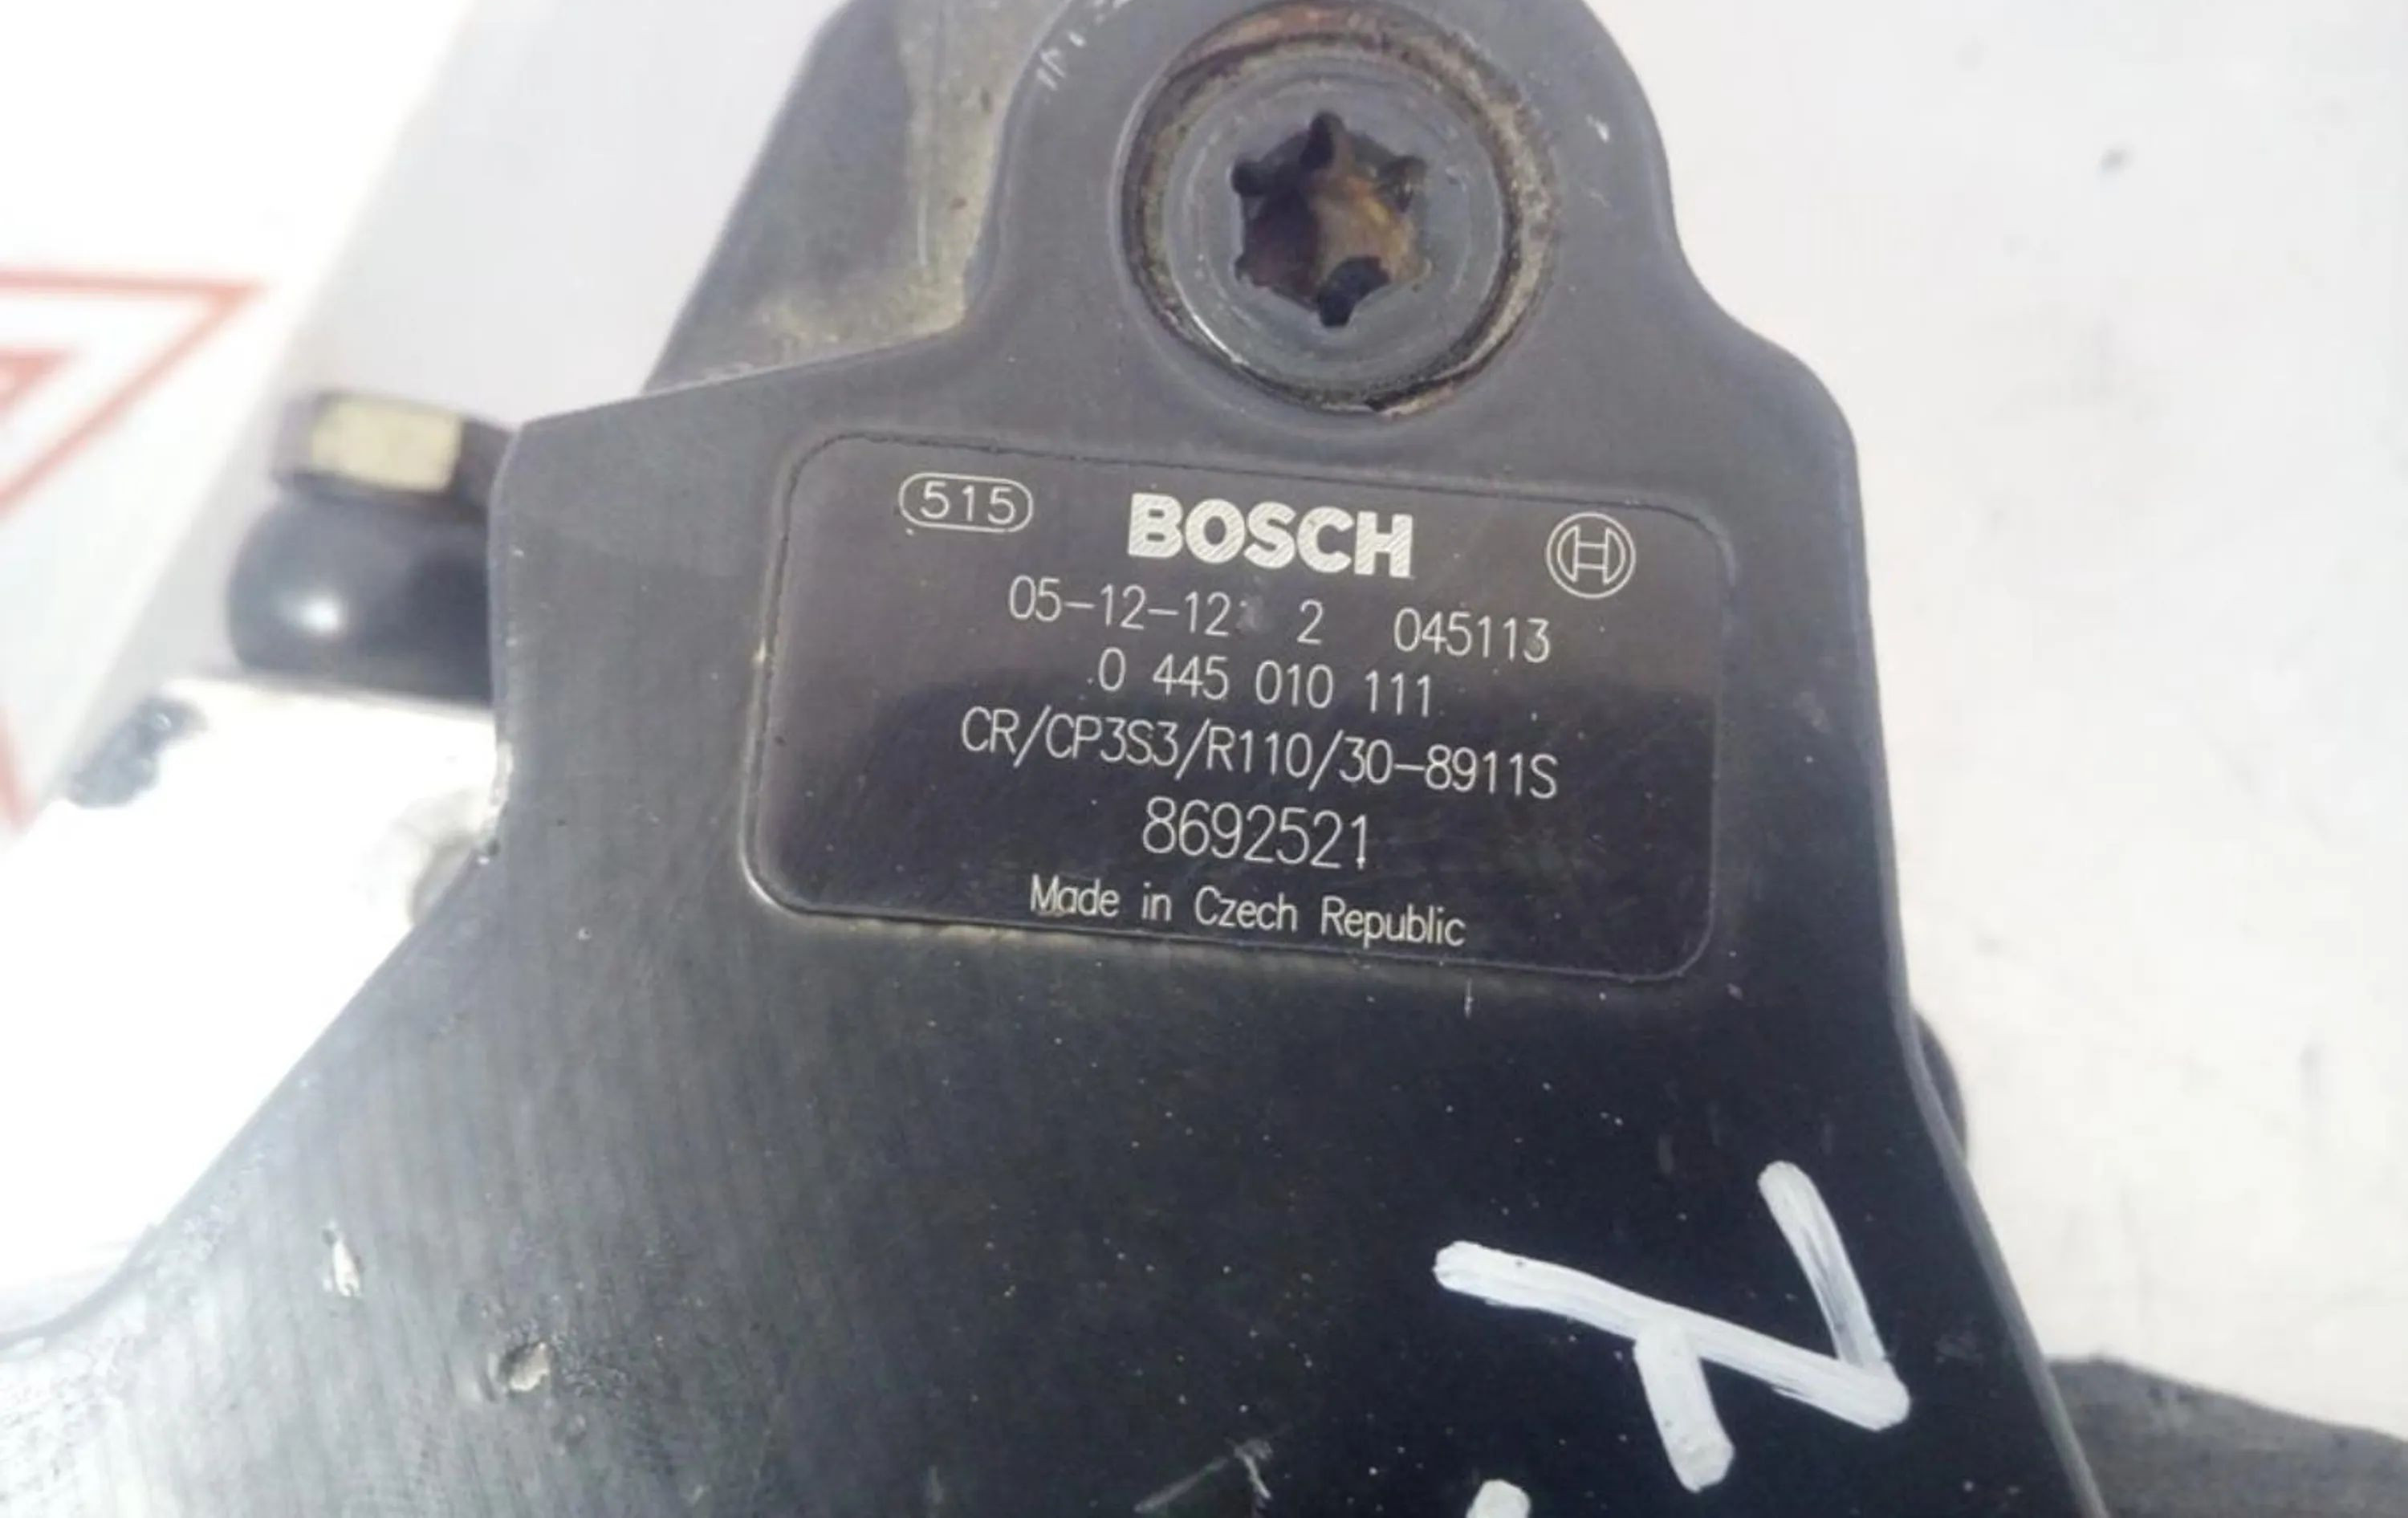 515 BOSCH
05-12-12 2 045113
0 445 010 111
CR/CP3S3/R110/30-8911S
8692521
Made in Czech Republic